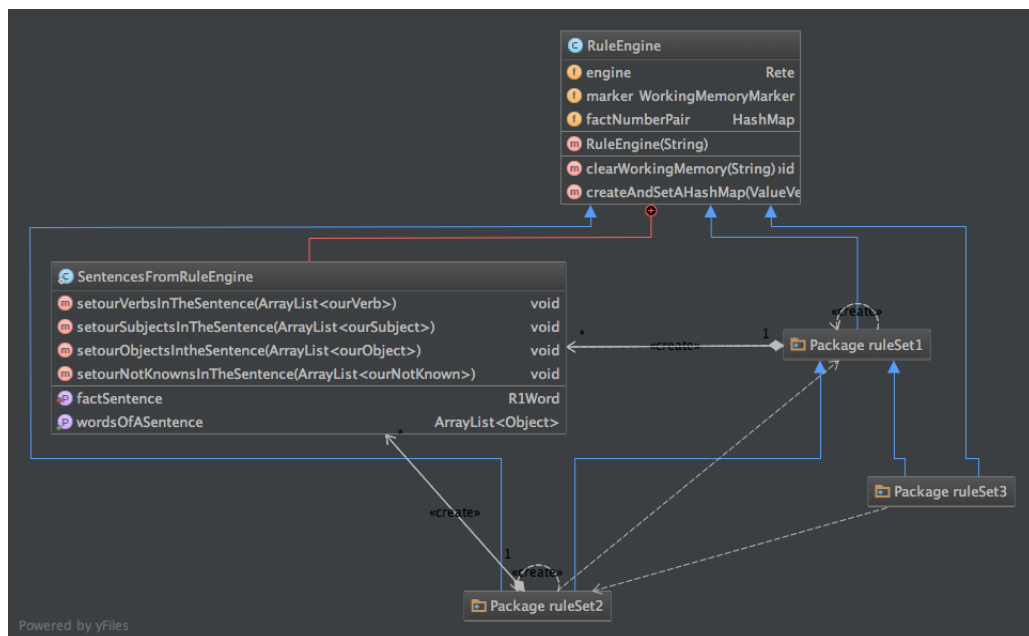 RuleEngine
engine Rete
marker WorkingMemoryMarker
factNumberPair HashMap
RuleEngine(String)
clearWorkingMemory(String) id
createAndSetAHashMap(ValueVe
SentencesFromRuleEngine
setourVerbsInTheSentence(ArrayList<ourVerb>) void
setourSubjectsInTheSentence(ArrayList<ourSubject>) void
setourObjectsIntheSentence(ArrayList<ourObject>) void
setourNotKnownsInTheSentence(ArrayList<ourNotKnown>) void
factSentence R1Word
wordsOfASentence ArrayList<Object>
«create»
* «create» 1
Package ruleSet1
*
Package ruleSet3
«create»
1
«create»
Package ruleSet2
Powered by yFiles